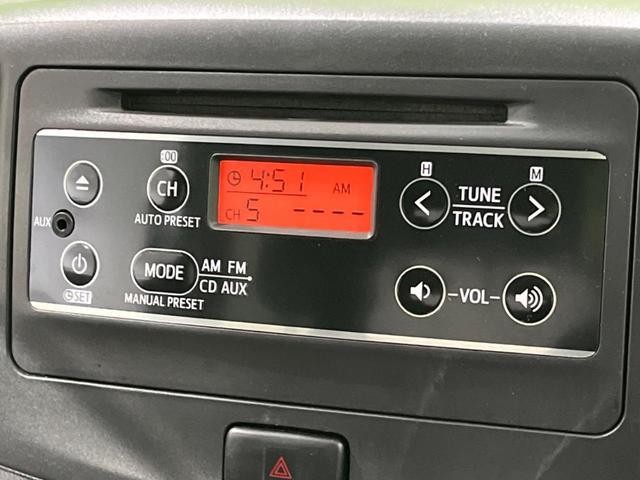 :00
H
M
CH
4:51
AM
TUNE
TRACK
AUX
AUTO PRESET
CH 5 ----
MODE
AM FM
CD AUX
-VOL-
SET
MANUAL PRESET